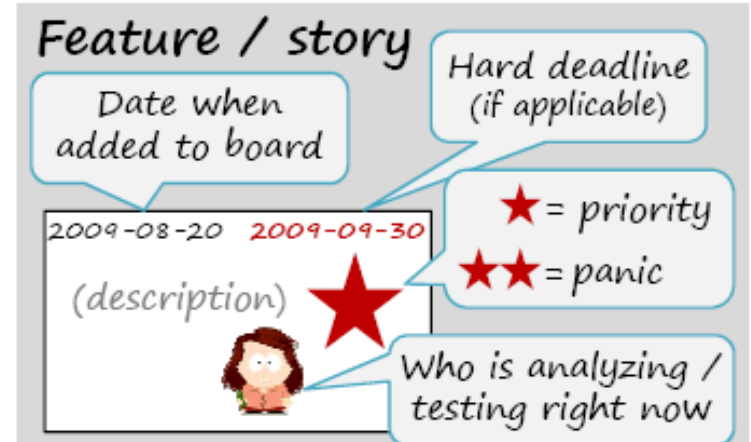 Feature / story
Date when
added to board
Hard deadline
(if applicable)
2009-08-20 2009-09-30
= priority
= panic
(description)
Who is analyzing /
testing right now